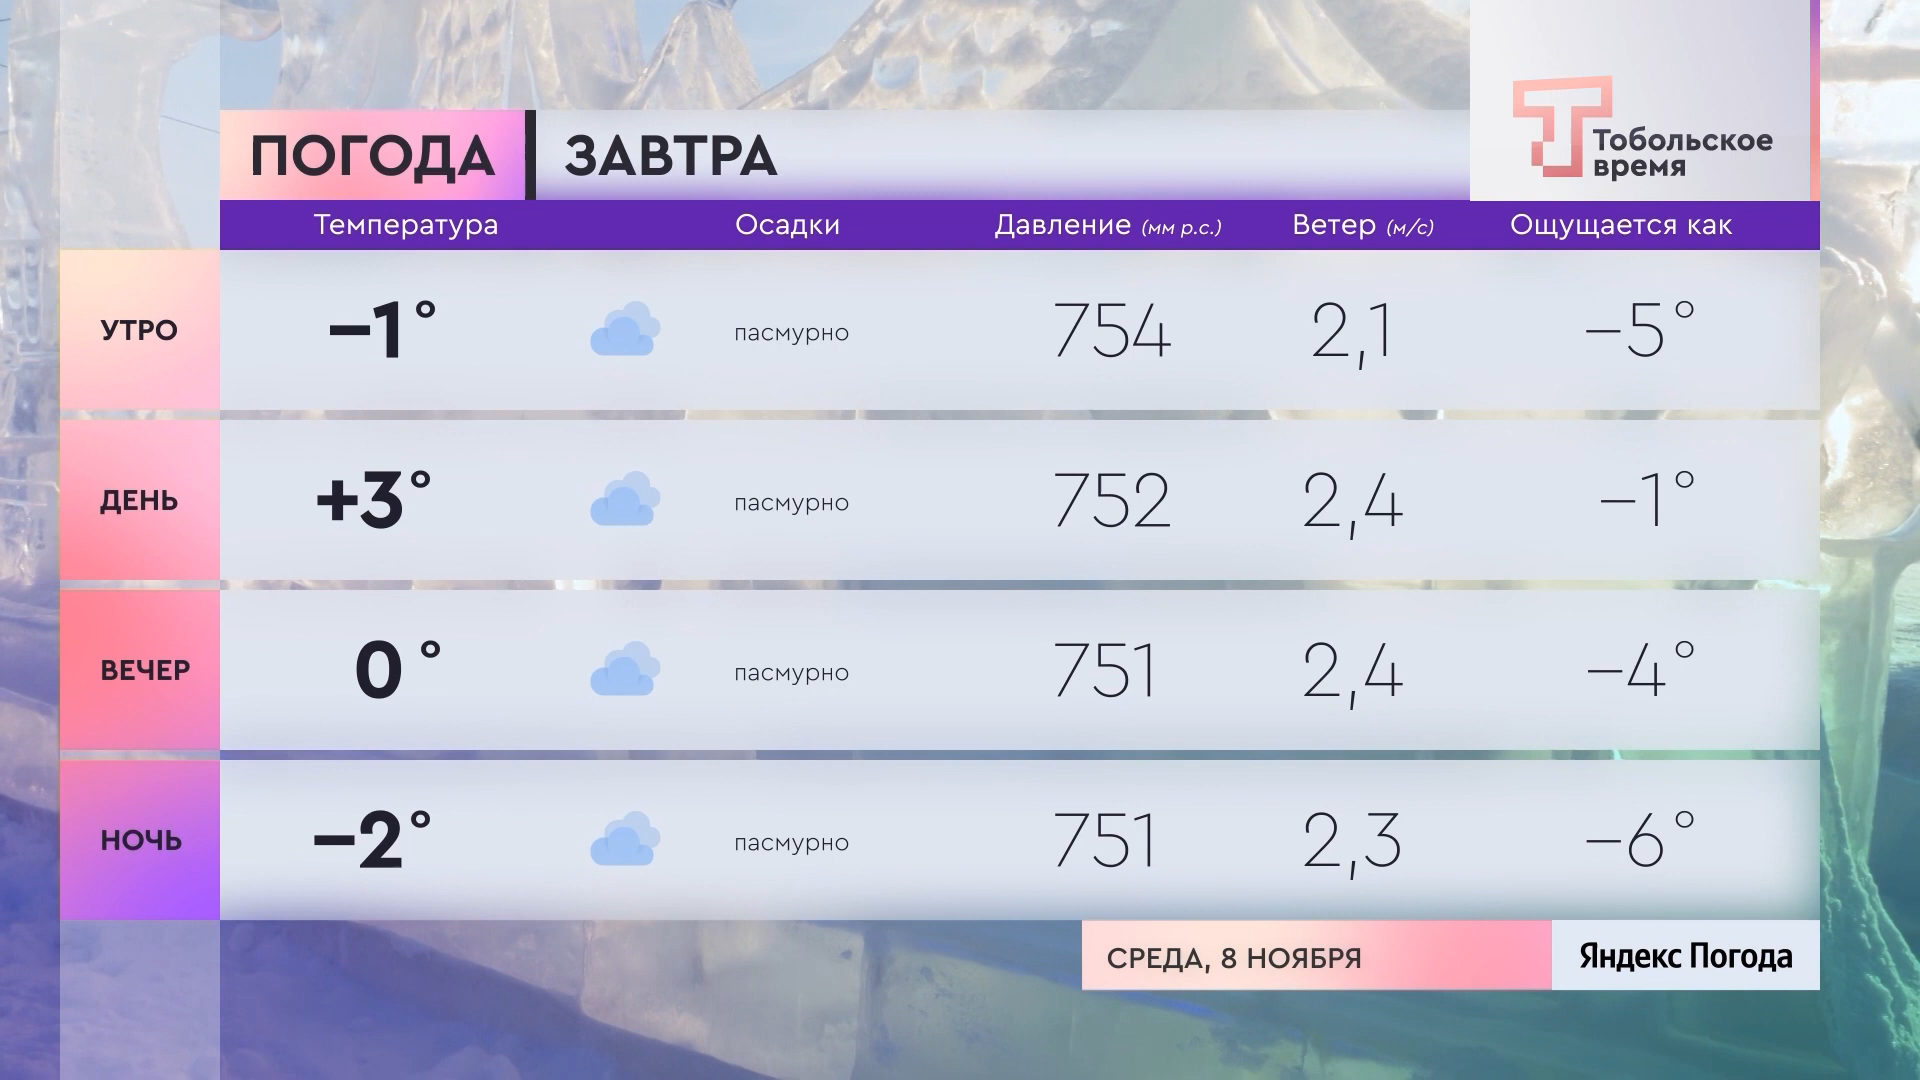 ПОГОДА ЗАВТРА
Тобольское
время
Температура Осадки Давление (мм р.с.) Ветер (м/с) Ощущается как
УТРО −1° пасмурно 754 2,1 −5°
ДЕНЬ +3° пасмурно 752 2,4 −1°
ВЕЧЕР 0° пасмурно 751 2,4 −4°
НОЧЬ −2° пасмурно 751 2,3 −6°
СРЕДА, 8 НОЯБРЯ Яндекс Погода